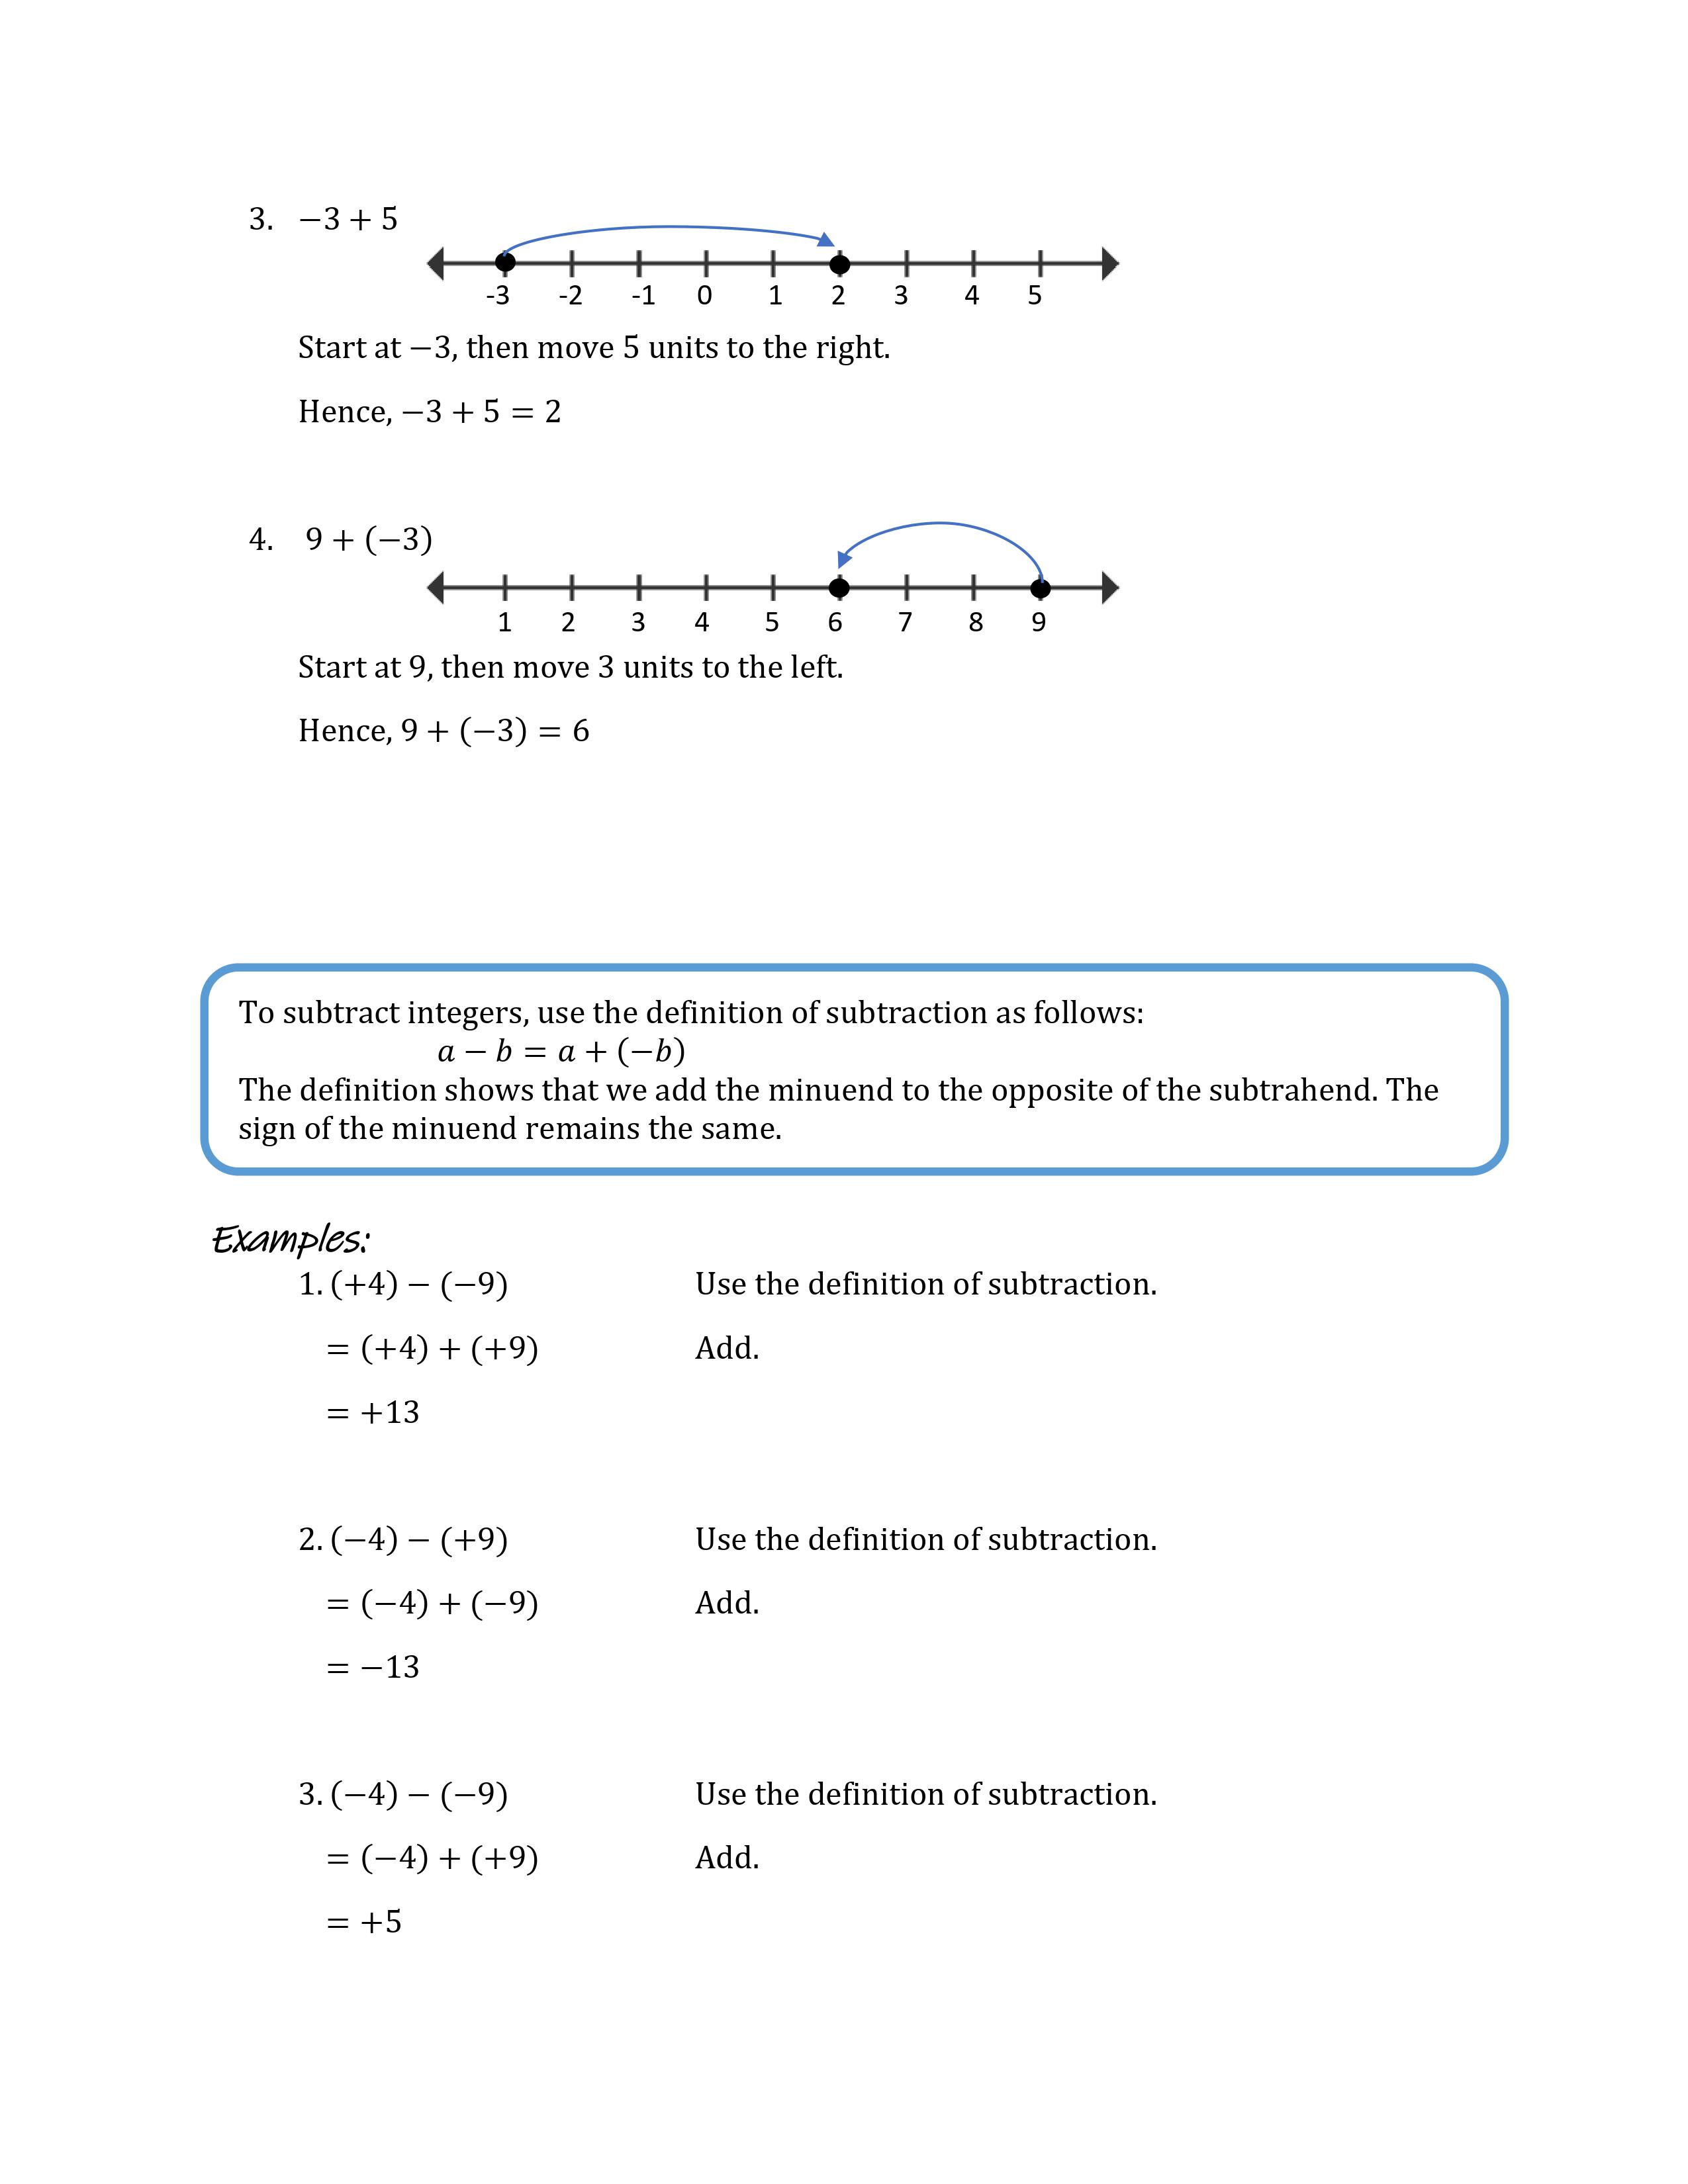 3. −3 + 5
-3 -2 -1 0 1 2 3 4 5
Start at −3, then move 5 units to the right.
Hence, −3 + 5 = 2
4. 9 + (−3)
1 2 3 4 5 6 7 8 9
Start at 9, then move 3 units to the left.
Hence, 9 + (−3) = 6
To subtract integers, use the definition of subtraction as follows:
a − b = a + (−b)
The definition shows that we add the minuend to the opposite of the subtrahend. The
sign of the minuend remains the same.
Examples:
1. (+4) − (−9) Use the definition of subtraction.
= (+4) + (+9) Add.
= +13
2. (−4) − (+9) Use the definition of subtraction.
= (−4) + (−9) Add.
= −13
3. (−4) − (−9) Use the definition of subtraction.
= (−4) + (+9) Add.
= +5